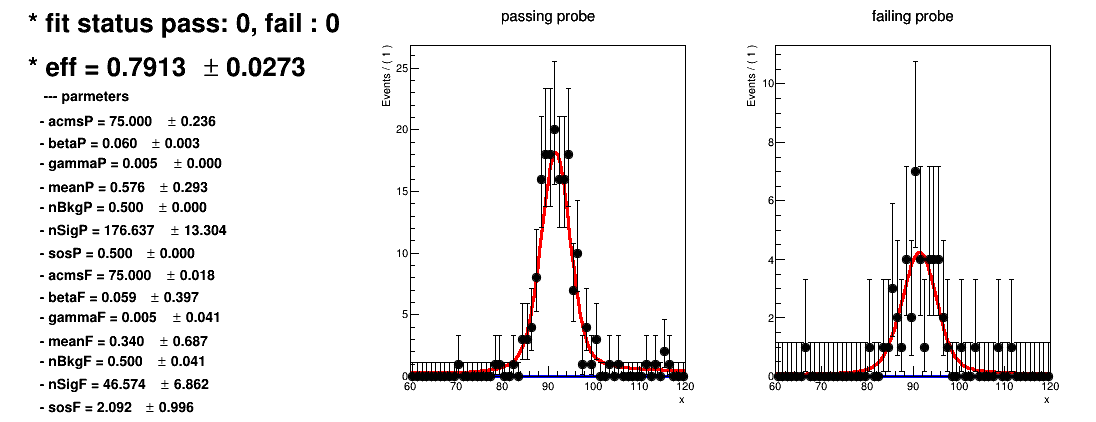 * fit status pass: 0, fail : 0
* eff = 0.7913 ± 0.0273
--- parmeters
- acmsP = 75.000 ± 0.236
- betaP = 0.060 ± 0.003
- gammaP = 0.005 ± 0.000
- meanP = 0.576 ± 0.293
- nBkgP = 0.500 ± 0.000
- nSigP = 176.637 ± 13.304
- sosP = 0.500 ± 0.000
- acmsF = 75.000 ± 0.018
- betaF = 0.059 ± 0.397
- gammaF = 0.005 ± 0.041
- meanF = 0.340 ± 0.687
- nBkgF = 0.500 ± 0.041
- nSigF = 46.574 ± 6.862
- sosF = 2.092 ± 0.996
passing probe
Events / ( 1 )
25
20
15
10
5
0
60 70 80 90 100 110 120
x
failing probe
Events / ( 1 )
10
8
6
4
2
0
60 70 80 90 100 110 120
x